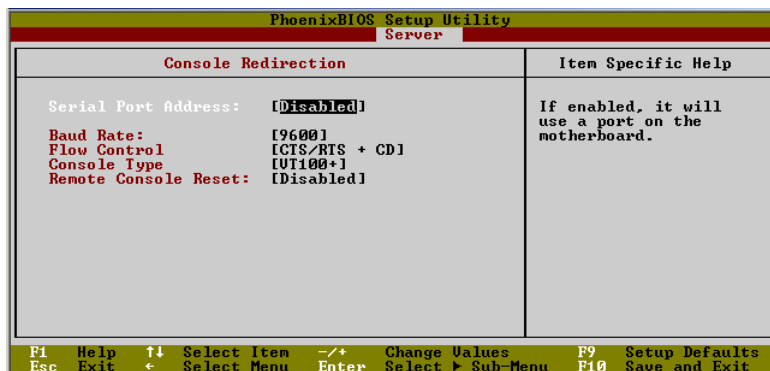 PhoenixBIOS Setup Utility
Server
Console Redirection
Item Specific Help
Serial Port Address: [Disabled]
Baud Rate: [9600]
Flow Control [CTS/RTS + CD]
Console Type [VT100+]
Remote Console Reset: [Disabled]
If enabled, it will
use a port on the
motherboard.
F1 Help ↑↓ Select Item -/+ Change Values F9 Setup Defaults
Esc Exit ← Select Menu Enter Select ▶ Sub-Menu F10 Save and Exit